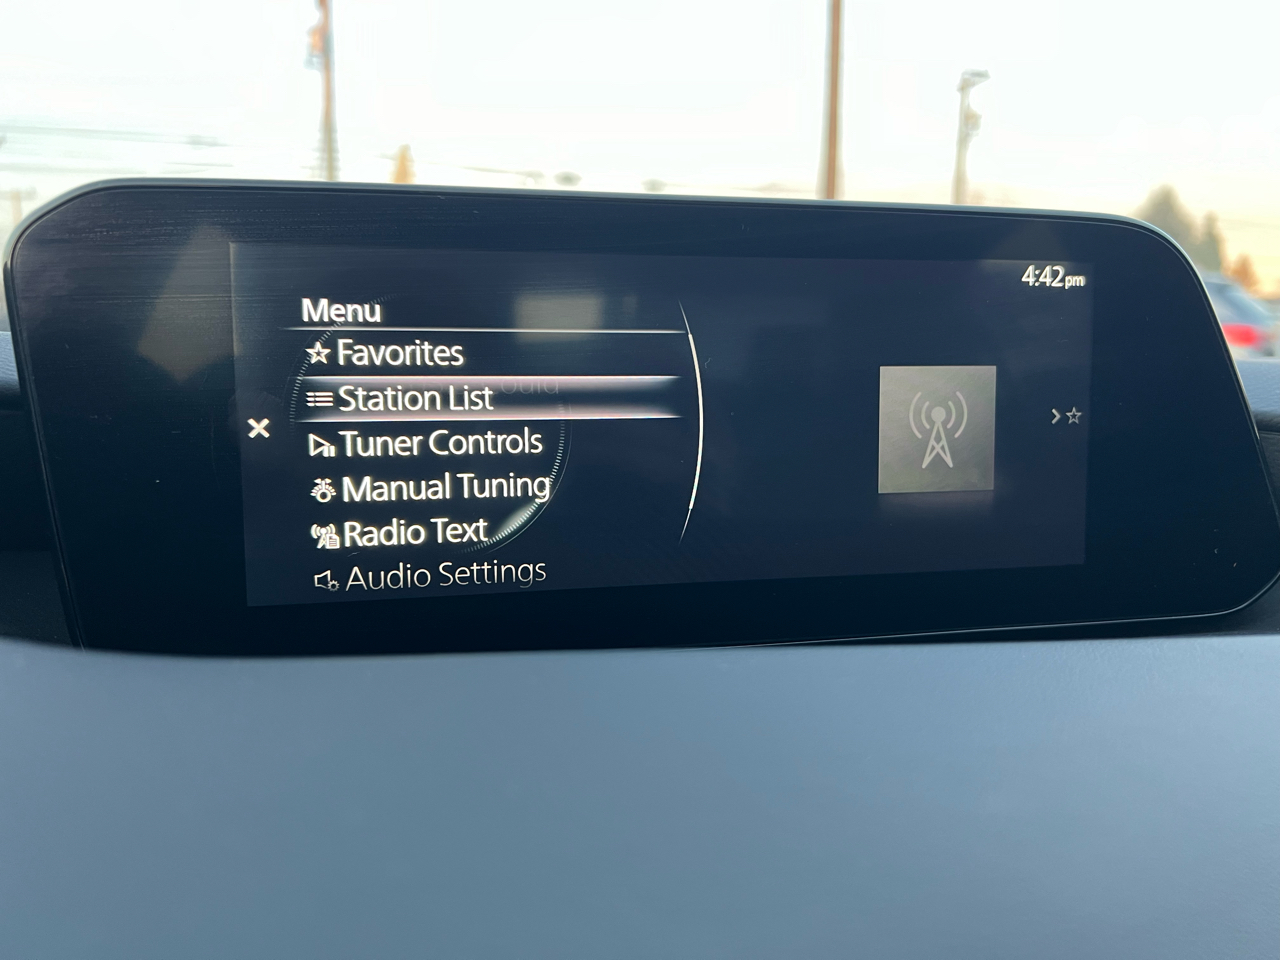 4:42pm
Menu
Favorites
Station List
Tuner Controls
Manual Tuning
Radio Text
Audio Settings